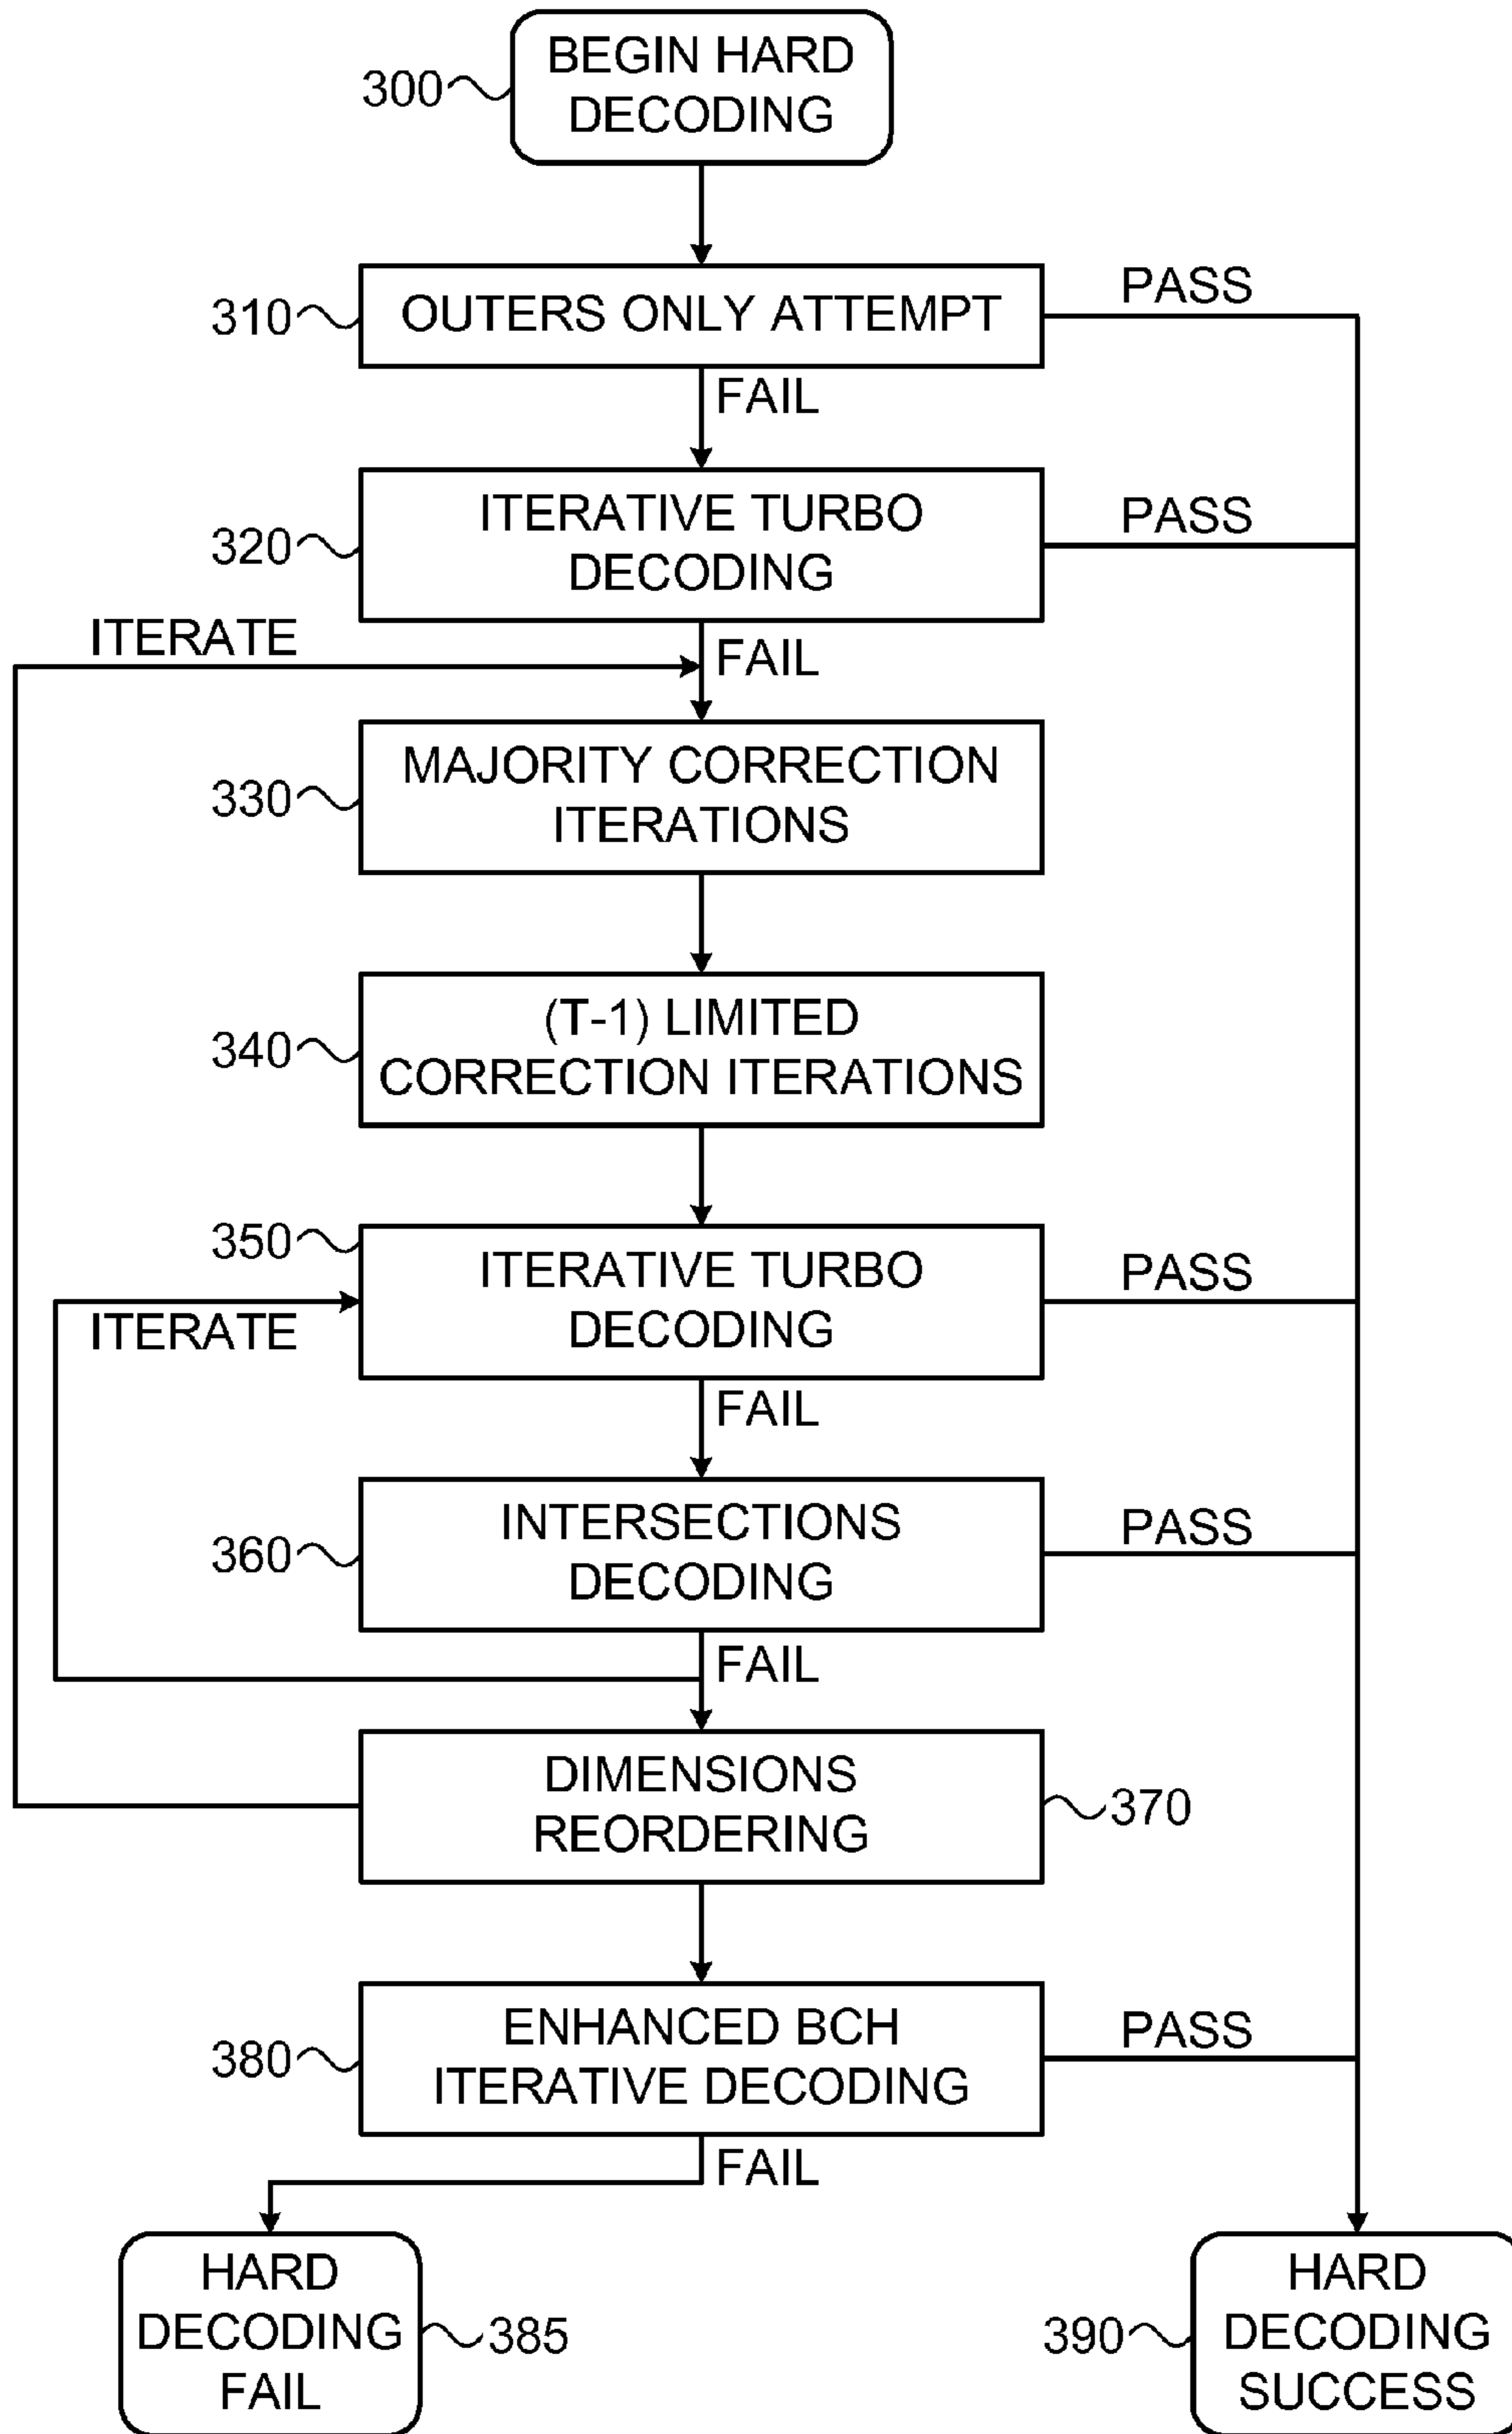 BEGIN HARD
DECODING
300
OUTERS ONLY ATTEMPT
310
PASS
FAIL
ITERATIVE TURBO
DECODING
320
PASS
ITERATE
FAIL
MAJORITY CORRECTION
ITERATIONS
330
(T-1) LIMITED
CORRECTION ITERATIONS
340
350
ITERATIVE TURBO
DECODING
PASS
ITERATE
FAIL
INTERSECTIONS
DECODING
360
PASS
FAIL
DIMENSIONS
REORDERING
370
ENHANCED BCH
ITERATIVE DECODING
380
PASS
FAIL
HARD
DECODING
FAIL
385
390
HARD
DECODING
SUCCESS